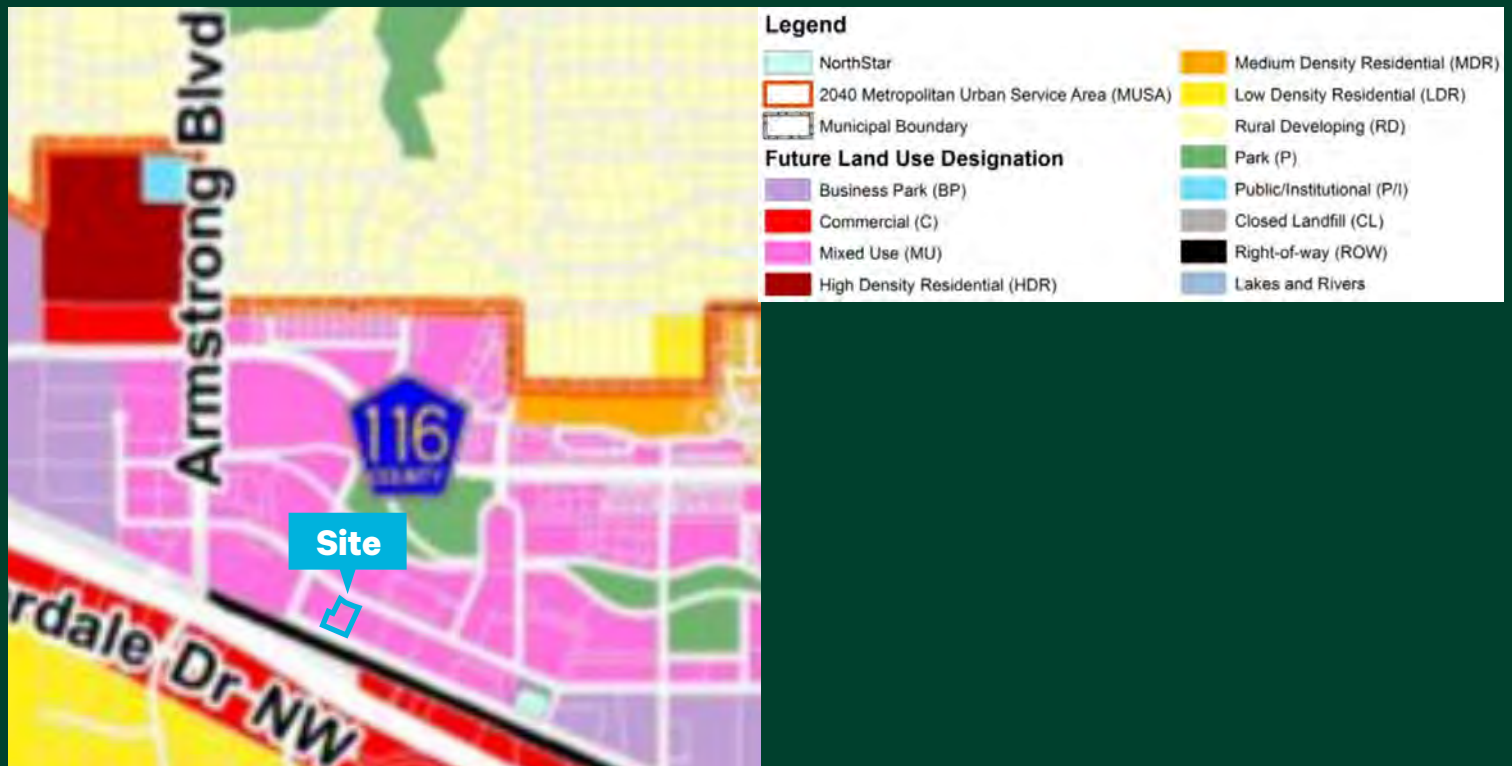 Armstrong Blvd
116
COUNTY
Site
rdale Dr NW
Legend
NorthStar
2040 Metropolitan Urban Service Area (MUSA)
Municipal Boundary
Future Land Use Designation
Business Park (BP)
Commercial (C)
Mixed Use (MU)
High Density Residential (HDR)
Medium Density Residential (MDR)
Low Density Residential (LDR)
Rural Developing (RD)
Park (P)
Public/Institutional (P/I)
Closed Landfill (CL)
Right-of-way (ROW)
Lakes and Rivers